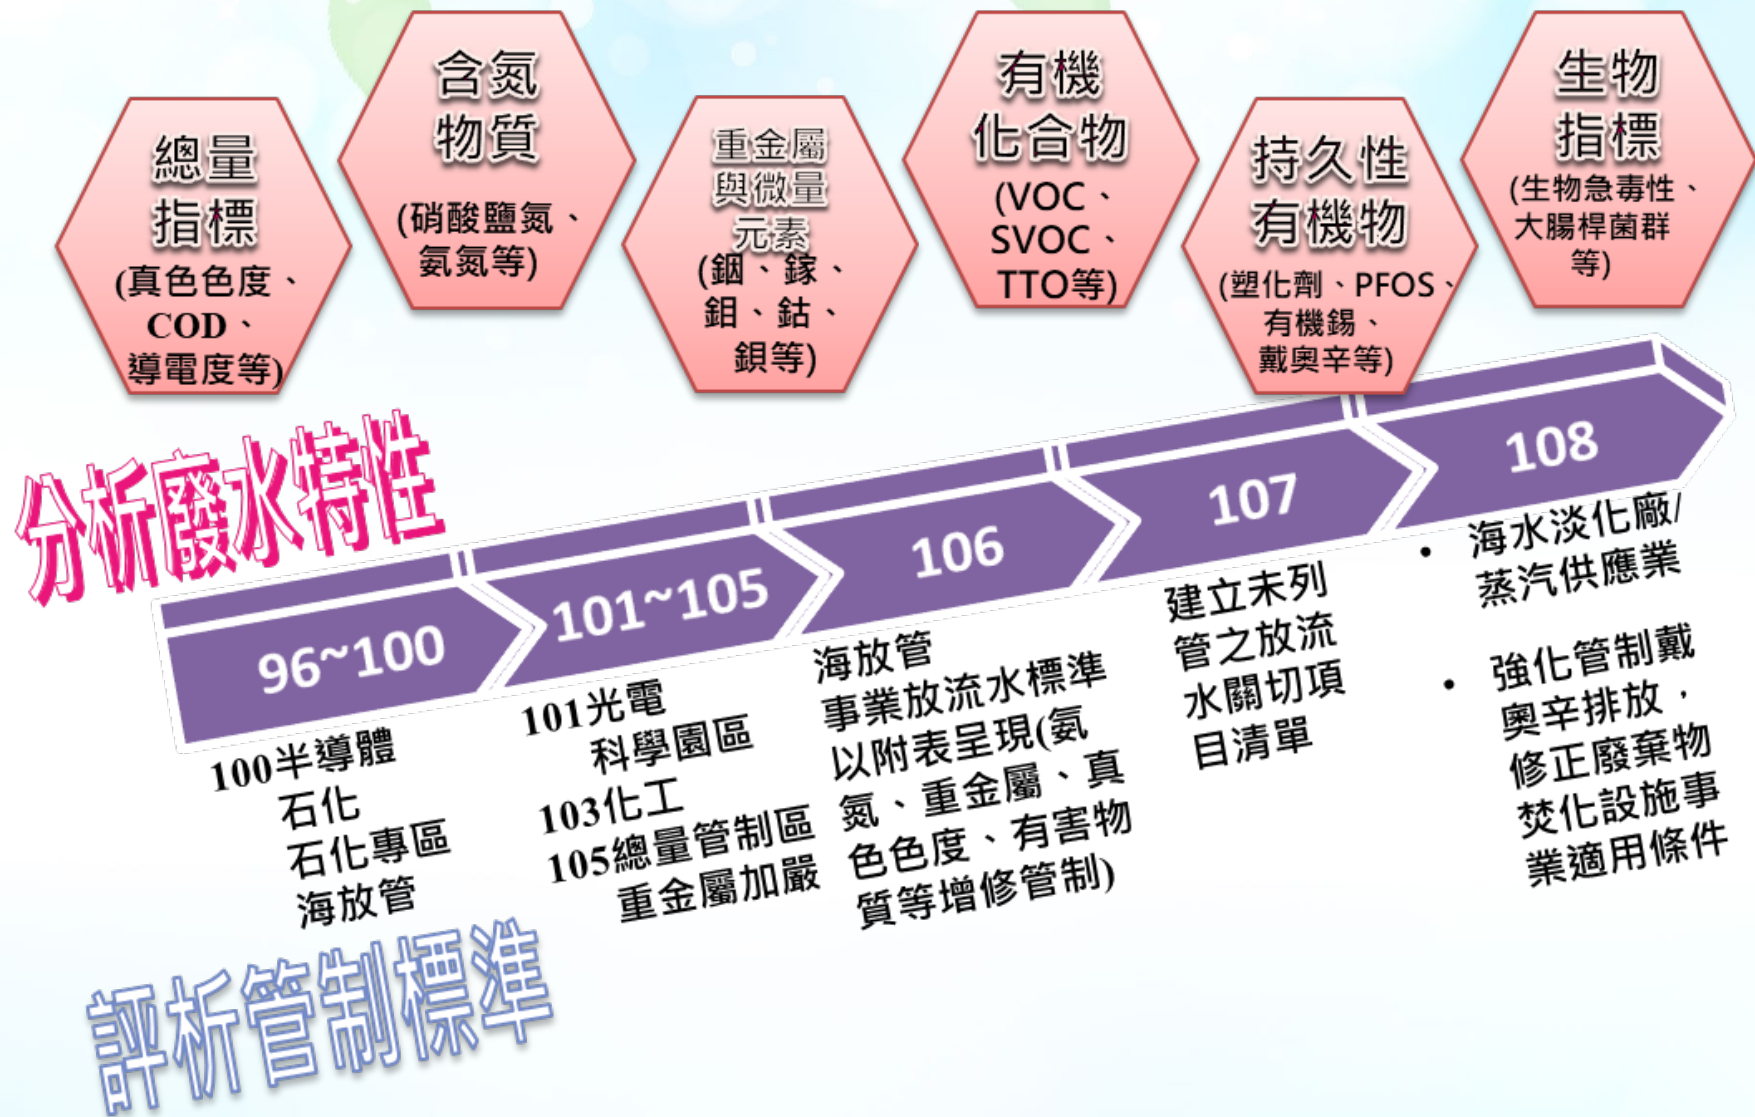 總量
指標
(真色色度、
COD、
導電度等)
含氮
物質
(硝酸鹽氮、
氨氮等)
重金屬
與微量
元素
(銦、鎵、
鉬、鈷、
鋇等)
有機
化合物
(VOC、
SVOC、
TTO等)
持久性
有機物
(塑化劑、PFOS、
有機錫、
戴奧辛等)
生物
指標
(生物急毒性、
大腸桿菌群
等)
分析廢水特性
96~100
101~105
106
107
108
100半導體
石化
石化專區
海放管
101光電
科學園區
103化工
105總量管制區
重金屬加嚴
海放管
事業放流水標準
以附表呈現(氨
氮、重金屬、真
色色度、有害物
質等增修管制)
建立未列
管之放流
水關切項
目清單
• 海水淡化廠/
蒸汽供應業
• 強化管制戴
奧辛排放，
修正廢棄物
焚化設施事
業適用條件
評析管制標準